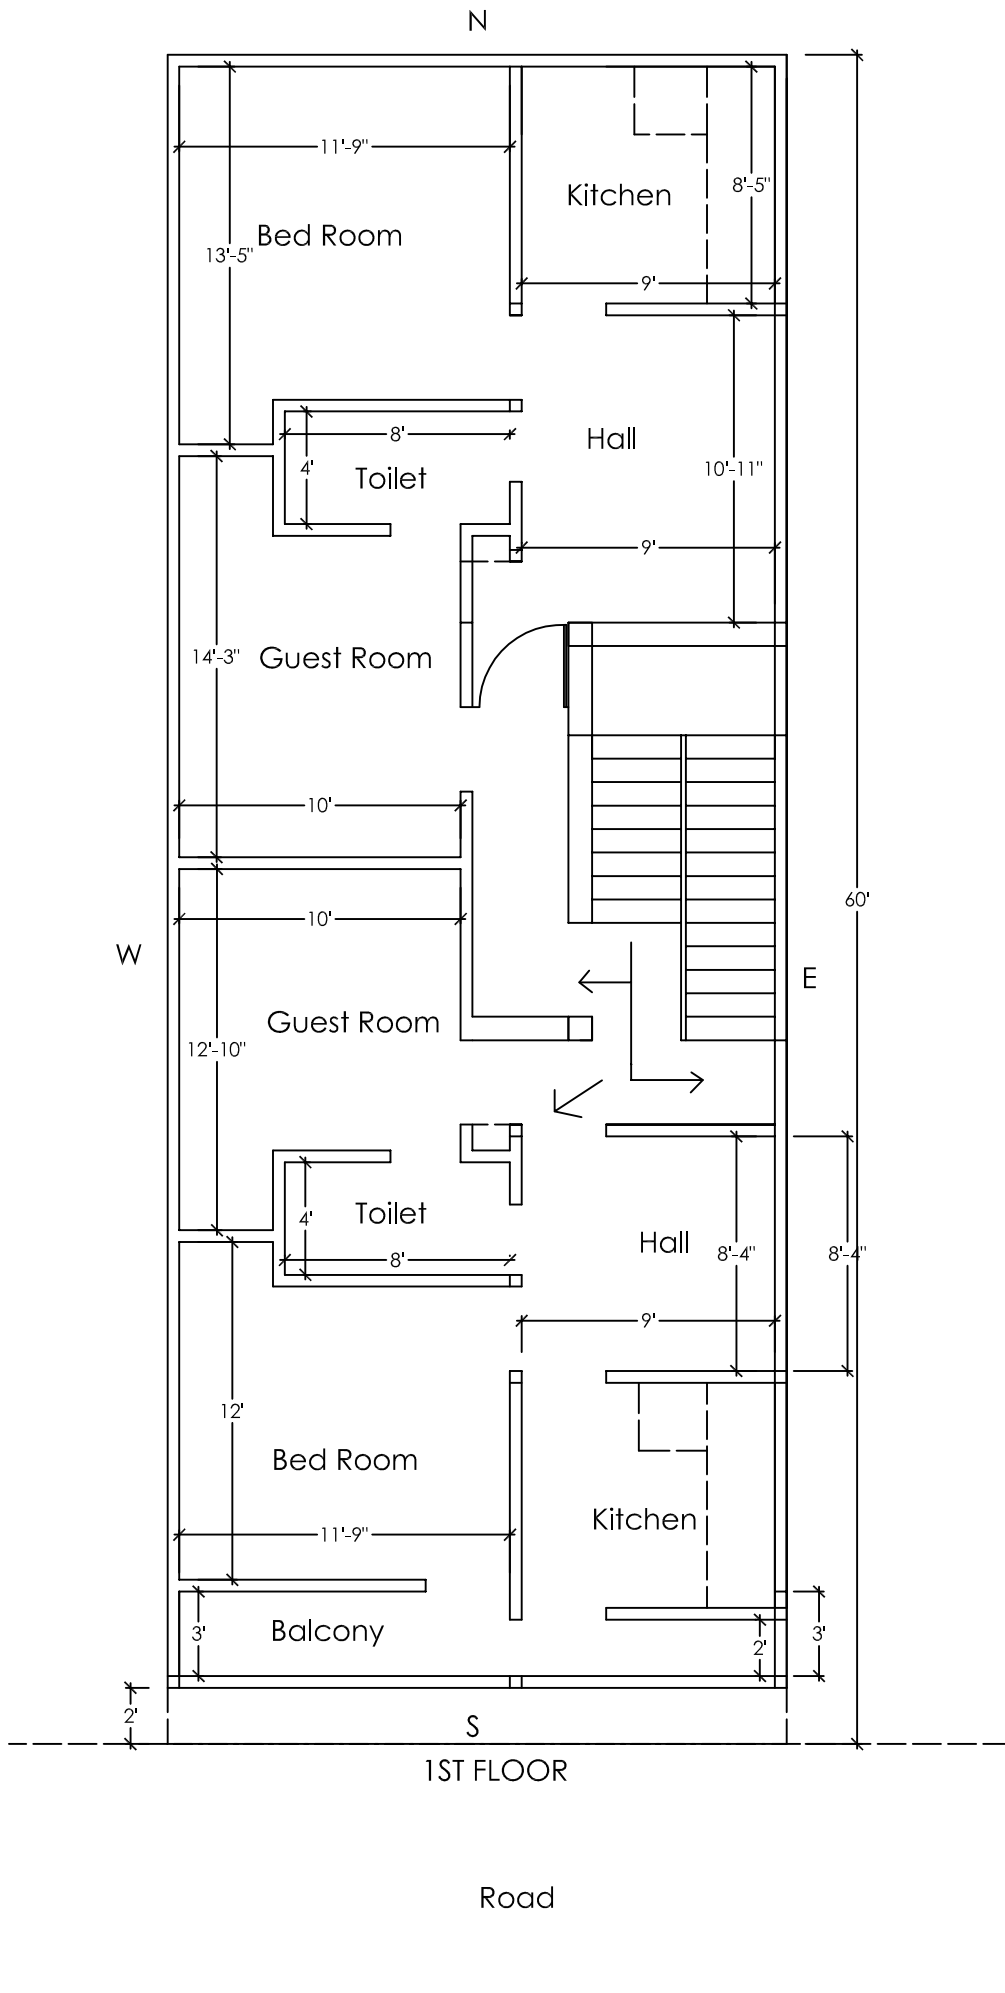 N
11'-9"
Kitchen
8'-5"
Bed Room
13'-5"
9'
8'
Hall
4'
Toilet
10'-11"
9'
14'-3"
Guest Room
10'
60'
10'
W
E
Guest Room
12'-10"
Toilet
4'
Hall
8'-4"
8'-4"
8'
9'
12'
Bed Room
Kitchen
11'-9"
Balcony
3'
3'
2'
2'
S
1ST FLOOR
Road